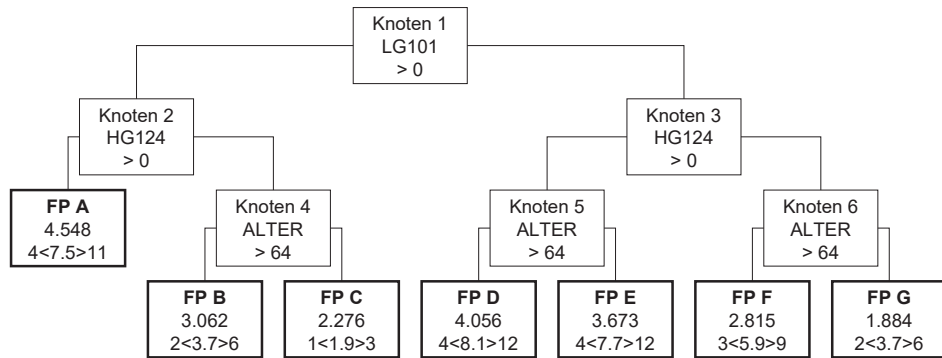 Knoten 1
LG101
> 0
Knoten 2
HG124
> 0
Knoten 3
HG124
> 0
FP A
4.548
4<7.5>11
Knoten 4
ALTER
> 64
Knoten 5
ALTER
> 64
Knoten 6
ALTER
> 64
FP B
3.062
2<3.7>6
FP C
2.276
1<1.9>3
FP D
4.056
4<8.1>12
FP E
3.673
4<7.7>12
FP F
2.815
3<5.9>9
FP G
1.884
2<3.7>6